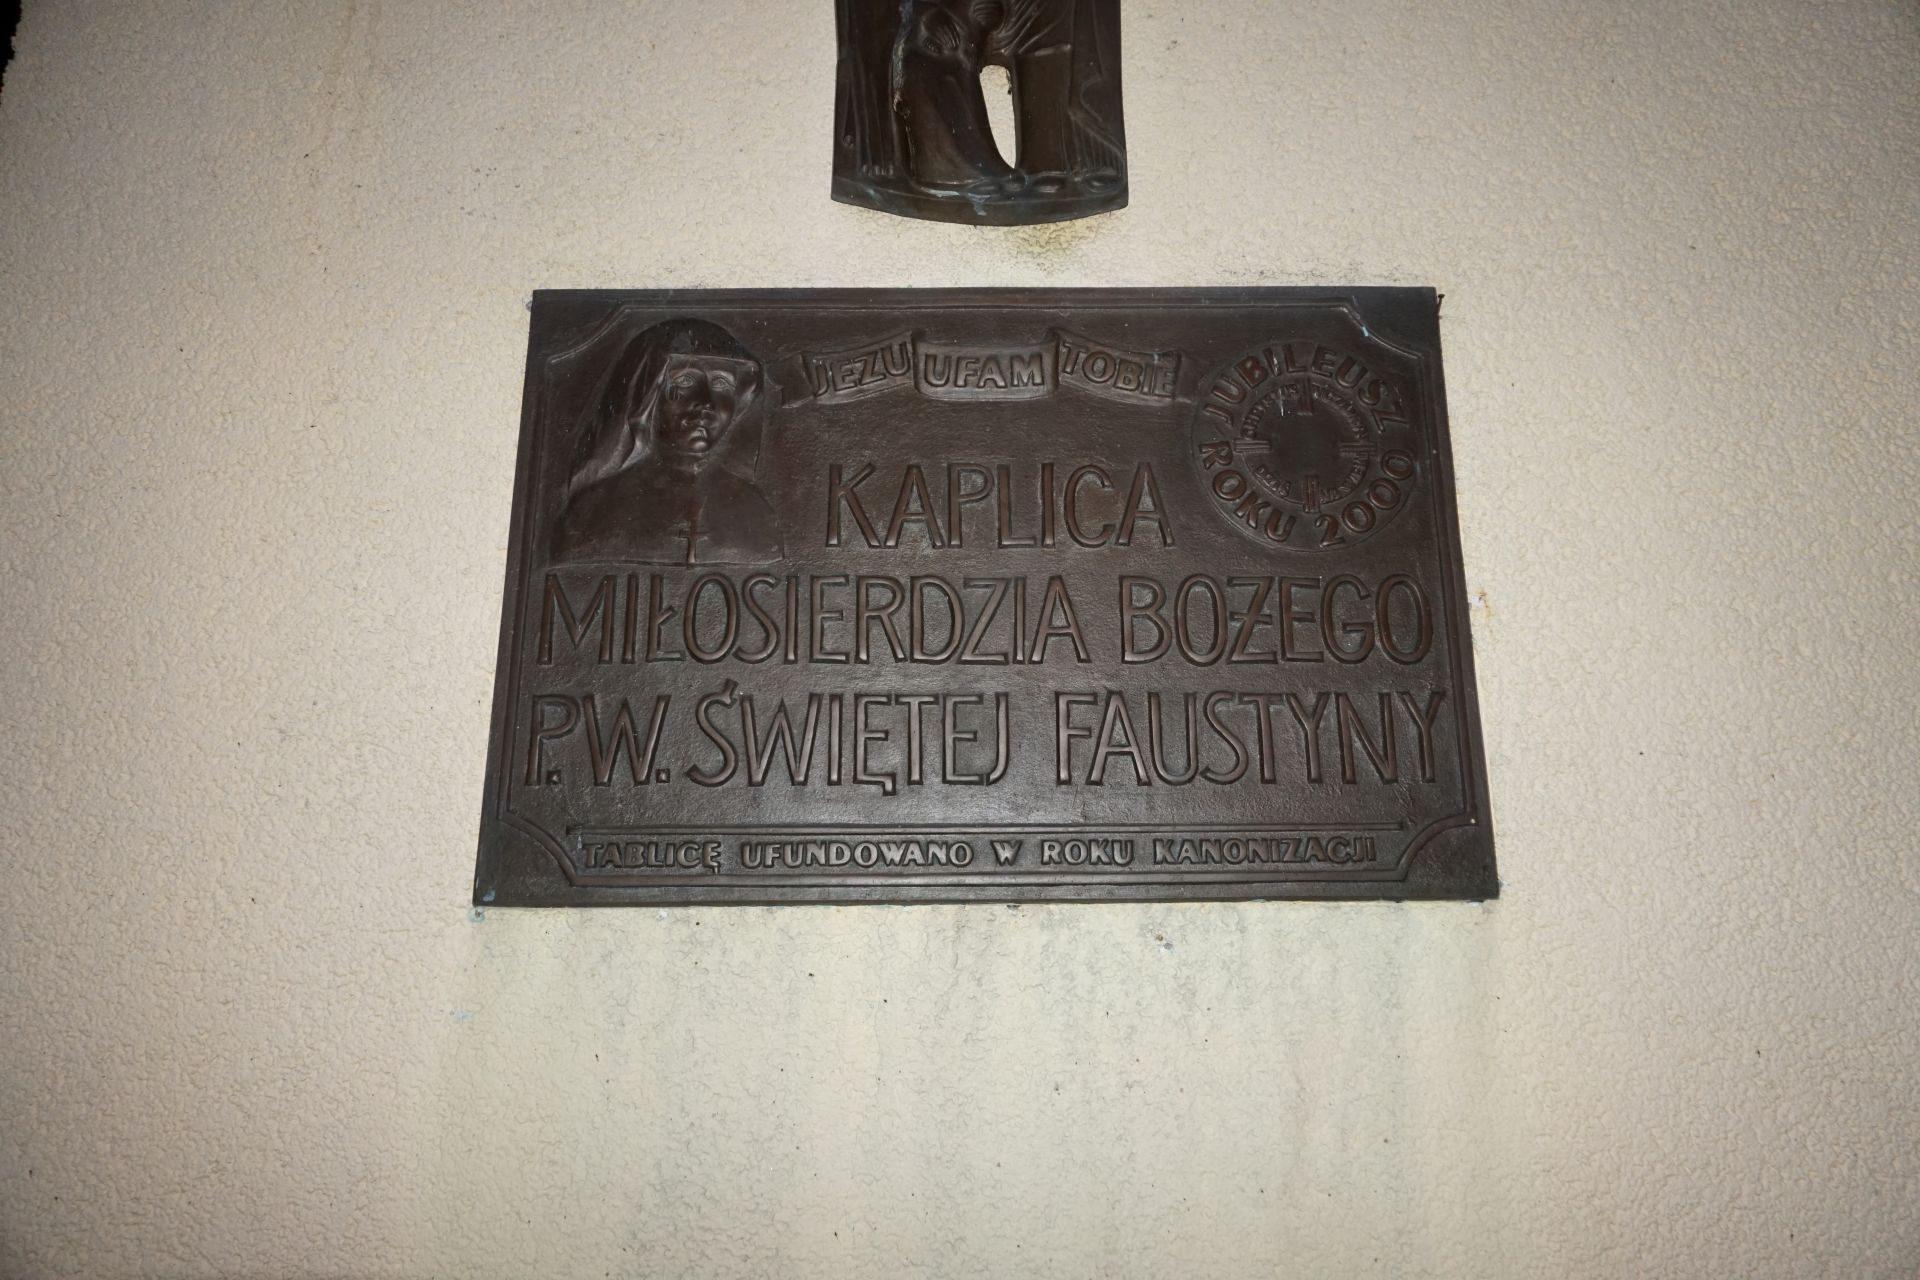 JEZU UFAM TOBIE
JUBILEUSZ
ROKU 2000
KAPLICA
MIŁOSIERDZIA BOŻEGO
P.W. ŚWIĘTEJ FAUSTYNY
TABLICĘ UFUNDOWANO W ROKU KANONIZACJI